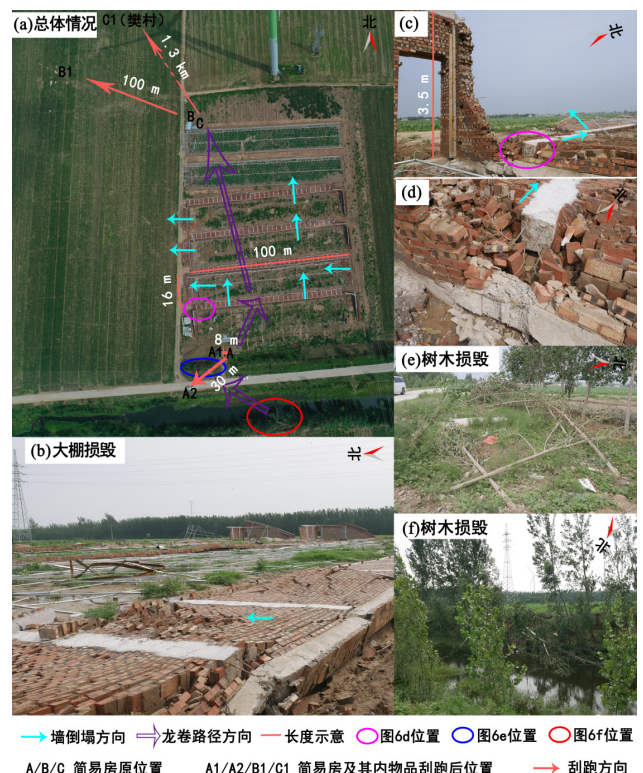 (a)总体情况
C1(樊村)
北
1.3 km
B1
100 m
B
C
100 m
16 m
8 m
A1
A
30 m
A2
(b)大棚损毁
北
(c)
北
3.5 m
(d)
北
(e)树木损毁
北
(f)树木损毁
北
墙倒塌方向 龙卷路径方向 长度示意 图6d位置 图6e位置 图6f位置
A/B/C 简易房原位置 A1/A2/B1/C1 简易房及其内物品刮跑后位置 刮跑方向